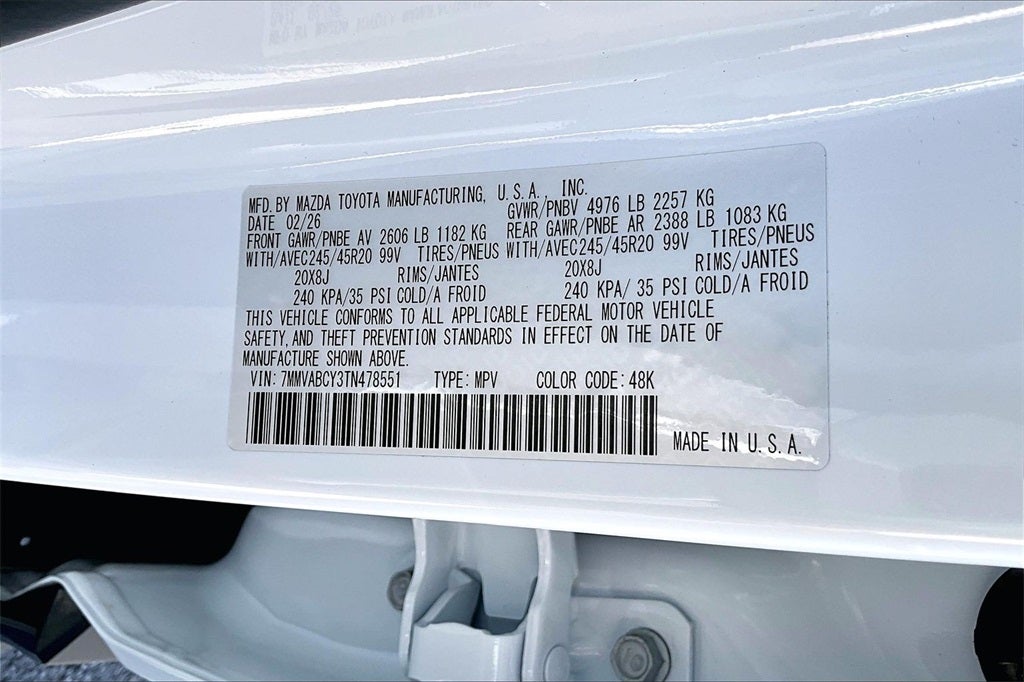 MFD. BY MAZDA TOYOTA MANUFACTURING, U.S.A., INC.
DATE 02/26 GVWR/PNBV 4976 LB 2257 KG
FRONT GAWR/PNBE AV 2606 LB 1182 KG REAR GAWR/PNBE AR 2388 LB 1083 KG
WITH/AVEC245/45R20 99V TIRES/PNEUS WITH/AVEC245/45R20 99V TIRES/PNEUS
20X8J RIMS/JANTES 20X8J RIMS/JANTES
240 KPA/35 PSI COLD/A FROID 240 KPA/ 35 PSI COLD/A FROID
THIS VEHICLE CONFORMS TO ALL APPLICABLE FEDERAL MOTOR VEHICLE
SAFETY, AND THEFT PREVENTION STANDARDS IN EFFECT ON THE DATE OF
MANUFACTURE SHOWN ABOVE.
VIN: 7MMVABCY3TN478551 TYPE: MPV COLOR CODE: 48K
MADE IN U.S.A.